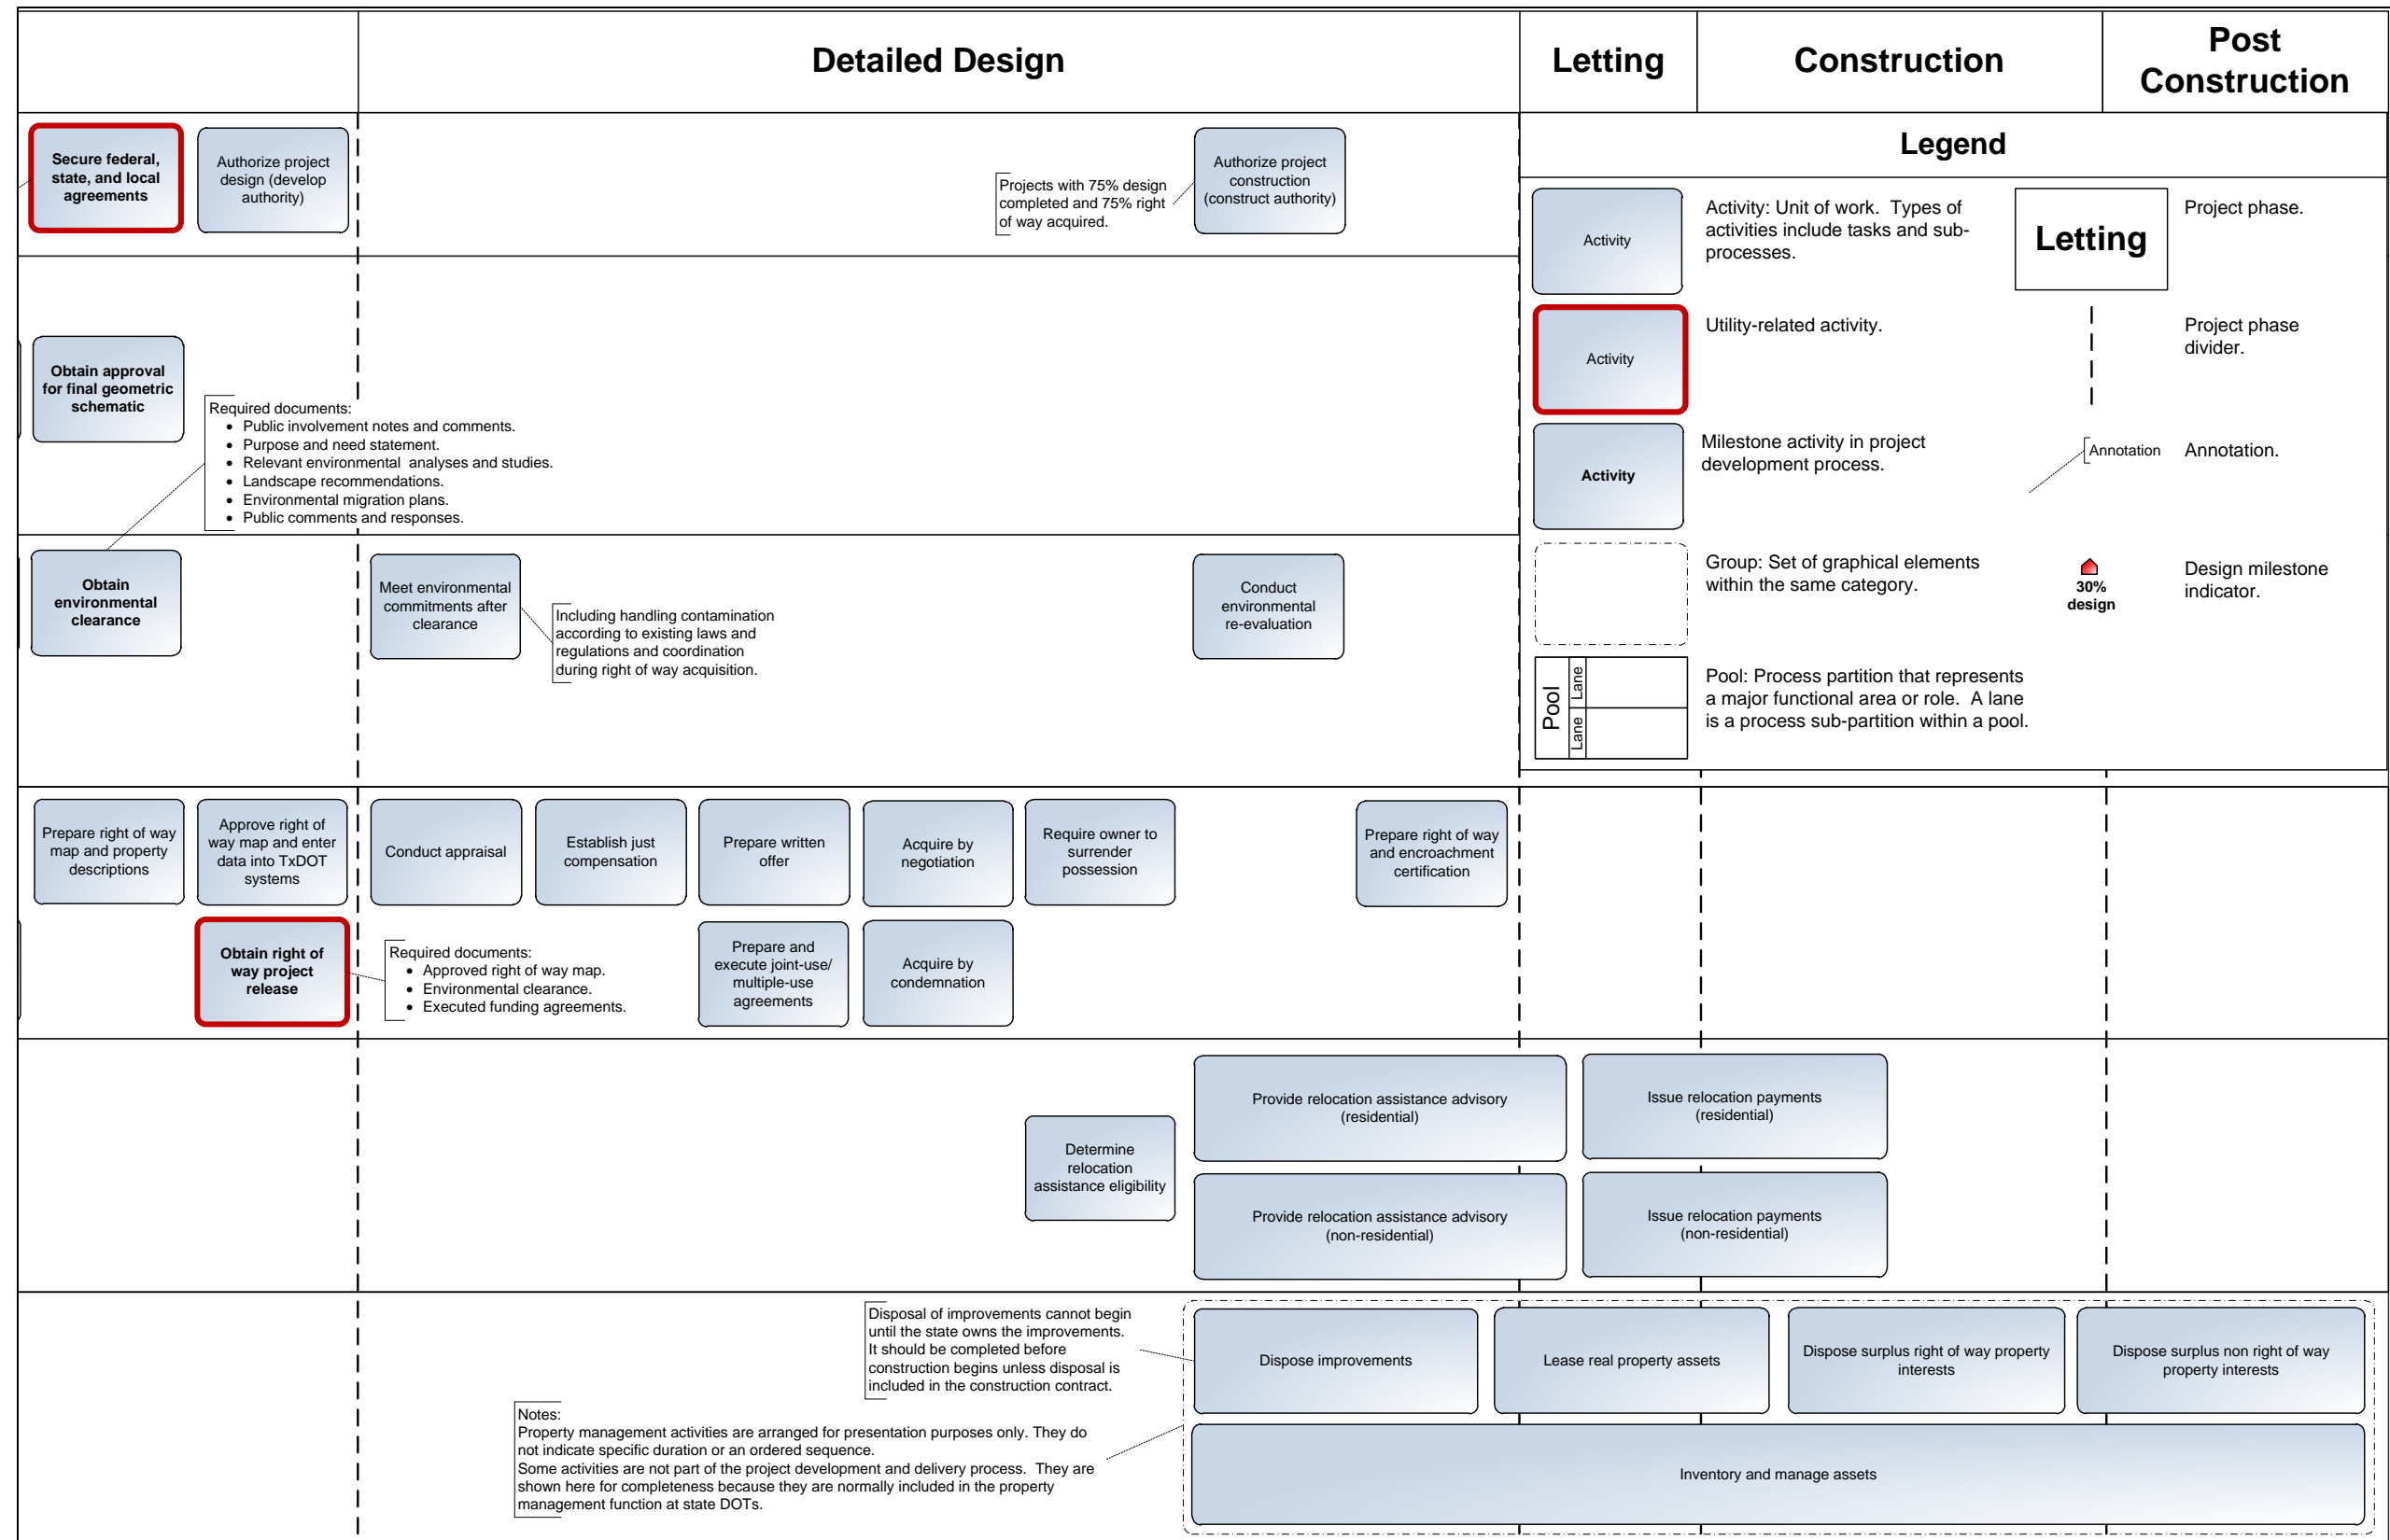 Detailed Design
Letting
Construction
Post
Construction
Secure federal,
state, and local
agreements
Authorize project
design (develop
authority)
Projects with 75% design
completed and 75% right
of way acquired.
Authorize project
construction
(construct authority)
Legend
Activity
Activity: Unit of work.  Types of
activities include tasks and sub-
processes.
Letting
Project phase.
Activity
Utility-related activity.
Project phase
divider.
Activity
Milestone activity in project
development process.
Annotation
Annotation.
Group: Set of graphical elements
within the same category.
30%
design
Design milestone
indicator.
Pool
Lane
Lane
Pool: Process partition that represents
a major functional area or role.  A lane
is a process sub-partition within a pool.
Obtain approval
for final geometric
schematic
Required documents:
• Public involvement notes and comments.
• Purpose and need statement.
• Relevant environmental  analyses and studies.
• Landscape recommendations.
• Environmental migration plans.
• Public comments and responses.
Obtain
environmental
clearance
Meet environmental
commitments after
clearance
Including handling contamination
according to existing laws and
regulations and coordination
during right of way acquisition.
Conduct
environmental
re-evaluation
Prepare right of way
map and property
descriptions
Approve right of
way map and enter
data into TxDOT
systems
Conduct appraisal
Establish just
compensation
Prepare written
offer
Acquire by
negotiation
Require owner to
surrender
possession
Prepare right of way
and encroachment
certification
Obtain right of
way project
release
Required documents:
• Approved right of way map.
• Environmental clearance.
• Executed funding agreements.
Prepare and
execute joint-use/
multiple-use
agreements
Acquire by
condemnation
Determine
relocation
assistance eligibility
Provide relocation assistance advisory
(residential)
Issue relocation payments
(residential)
Provide relocation assistance advisory
(non-residential)
Issue relocation payments
(non-residential)
Disposal of improvements cannot begin
until the state owns the improvements.
It should be completed before
construction begins unless disposal is
included in the construction contract.
Dispose improvements
Lease real property assets
Dispose surplus right of way property
interests
Dispose surplus non right of way
property interests
Notes:
Property management activities are arranged for presentation purposes only. They do
not indicate specific duration or an ordered sequence.
Some activities are not part of the project development and delivery process.  They are
shown here for completeness because they are normally included in the property
management function at state DOTs.
Inventory and manage assets